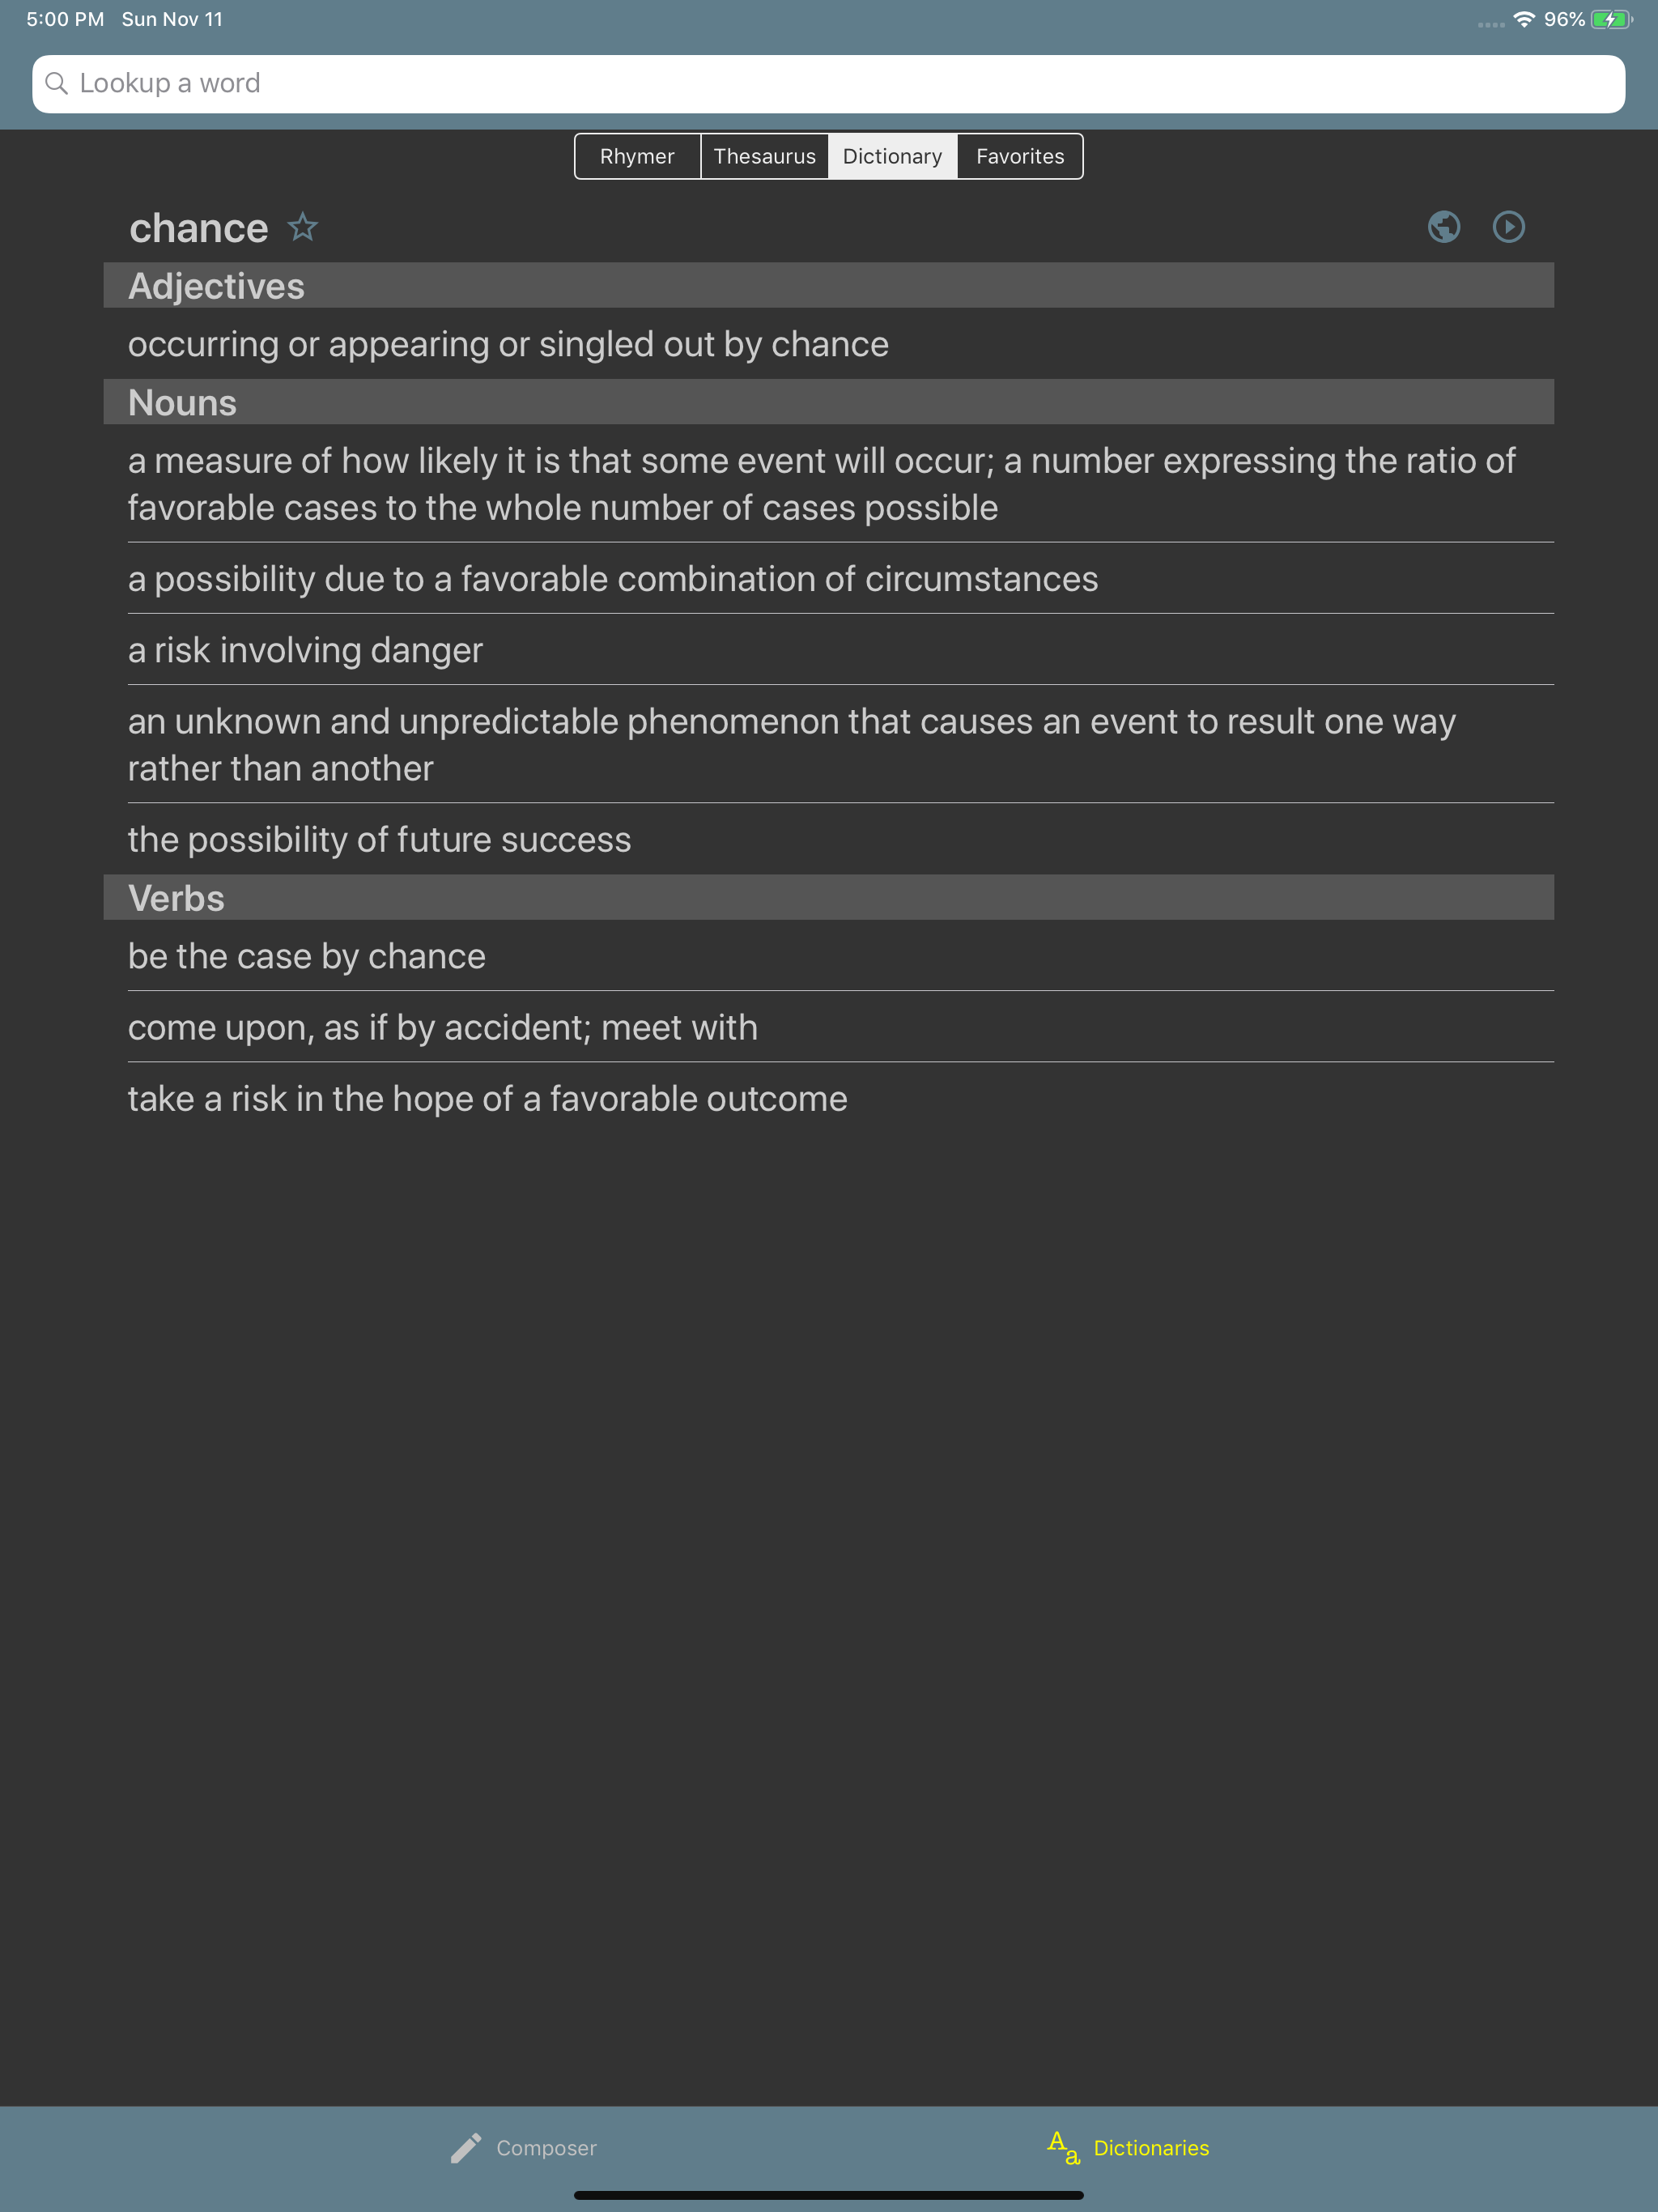 5:00 PM Sun Nov 11 96%
Lookup a word
Rhymer Thesaurus Dictionary Favorites
chance
Adjectives
occurring or appearing or singled out by chance
Nouns
a measure of how likely it is that some event will occur; a number expressing the ratio of
favorable cases to the whole number of cases possible
a possibility due to a favorable combination of circumstances
a risk involving danger
an unknown and unpredictable phenomenon that causes an event to result one way
rather than another
the possibility of future success
Verbs
be the case by chance
come upon, as if by accident; meet with
take a risk in the hope of a favorable outcome
Composer Aa Dictionaries